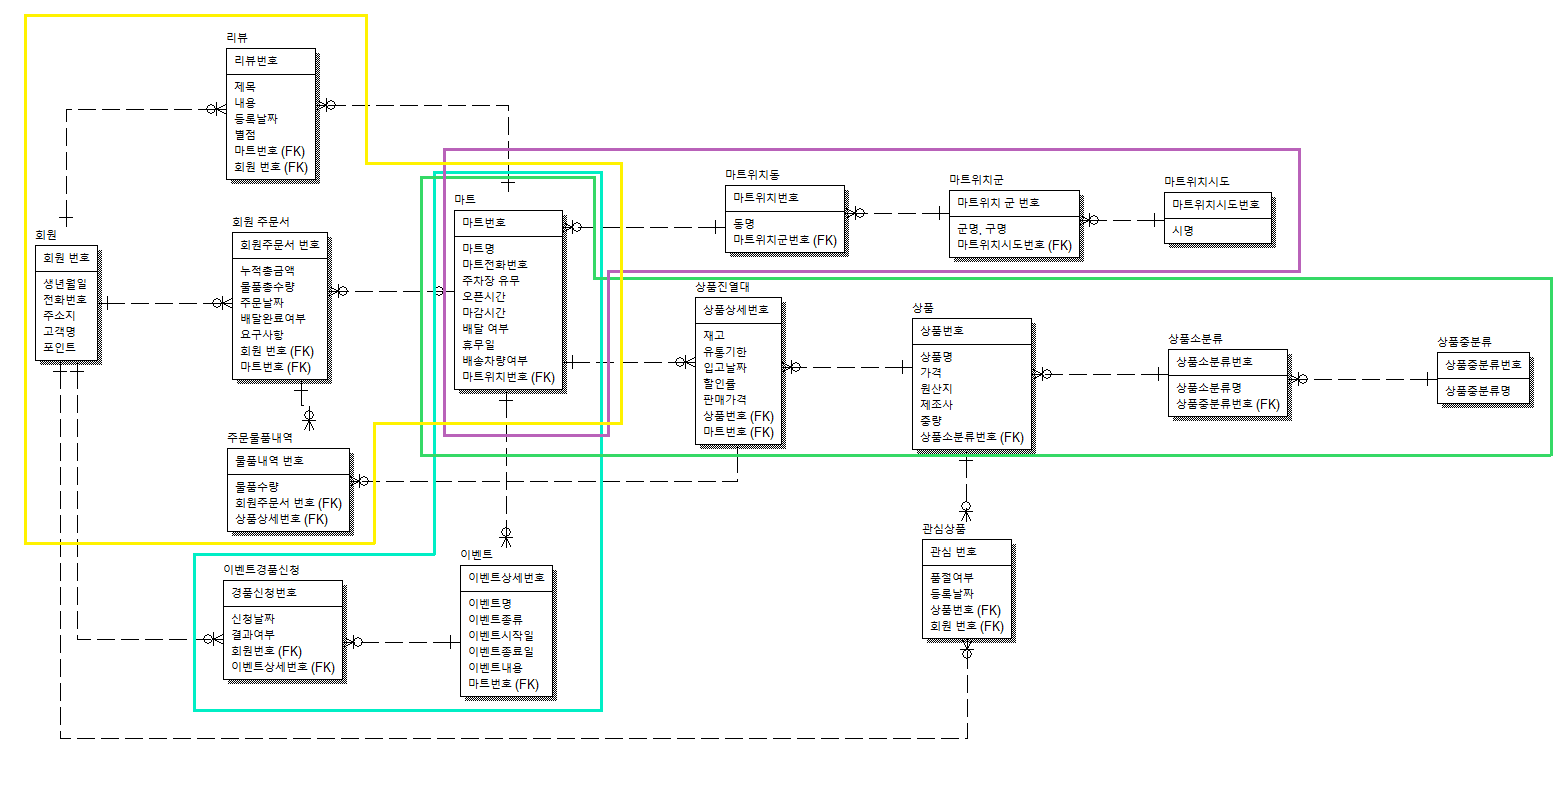 리뷰
리뷰번호
제목
내용
등록날짜
별점
마트번호 (FK)
회원 번호 (FK)
회원
회원 번호
생년월일
전화번호
주소지
고객명
포인트
회원 주문서
회원주문서 번호
누적총금액
물품총수량
주문날짜
배달완료여부
요구사항
회원 번호 (FK)
마트번호 (FK)
주문물품내역
물품내역 번호
물품수량
회원주문서 번호 (FK)
상품상세번호 (FK)
마트
마트번호
마트명
마트전화번호
주차장 유무
오픈시간
마감시간
배달 여부
휴무일
배송차량여부
마트위치번호 (FK)
마트위치동
마트위치번호
동명
마트위치군번호 (FK)
마트위치군
마트위치 군 번호
군명, 구명
마트위치시도번호 (FK)
마트위치시도
마트위치시도번호
시명
상품진열대
상품상세번호
재고
유통기한
입고날짜
할인률
판매가격
상품번호 (FK)
마트번호 (FK)
상품
상품번호
상품명
가격
원산지
제조사
중량
상품소분류번호 (FK)
상품소분류
상품소분류번호
상품소분류명
상품중분류번호 (FK)
상품중분류
상품중분류번호
상품중분류명
이벤트경품신청
경품신청번호
신청날짜
결과여부
회원번호 (FK)
이벤트상세번호 (FK)
이벤트
이벤트상세번호
이벤트명
이벤트종류
이벤트시작일
이벤트종료일
이벤트내용
마트번호 (FK)
관심상품
관심 번호
품절여부
등록날짜
상품번호 (FK)
회원 번호 (FK)